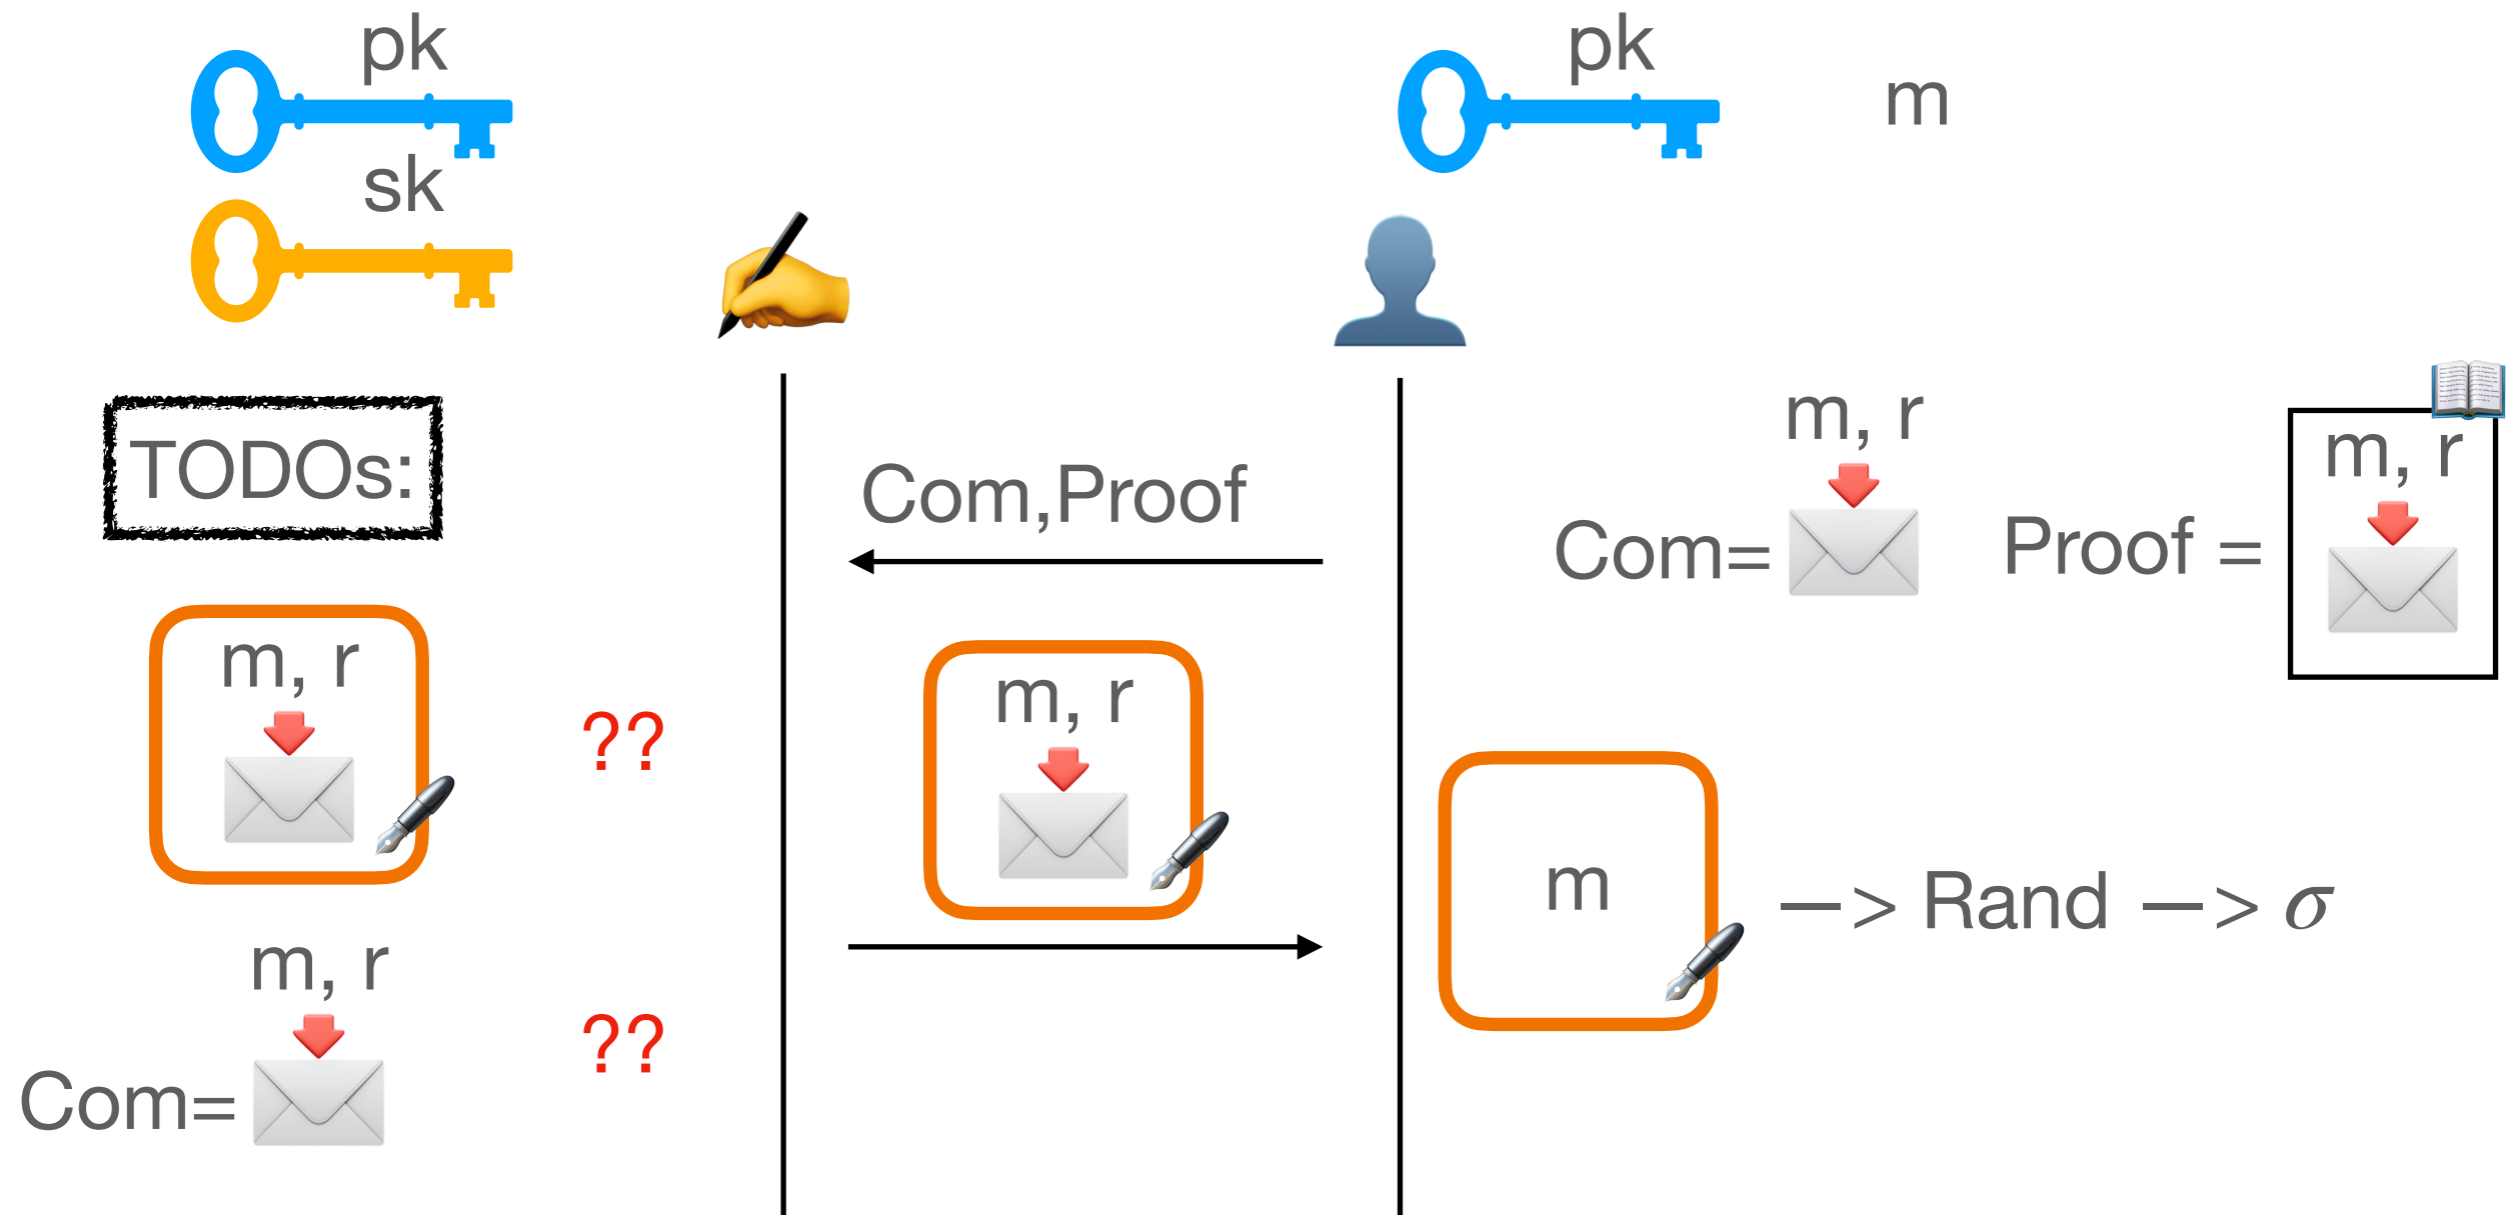 pk
sk
pk
m
TODOs:
m, r
??
m, r
Com=
??
Com,Proof
m, r
m, r
Com=
m, r
Proof =
m
—> Rand —> σ